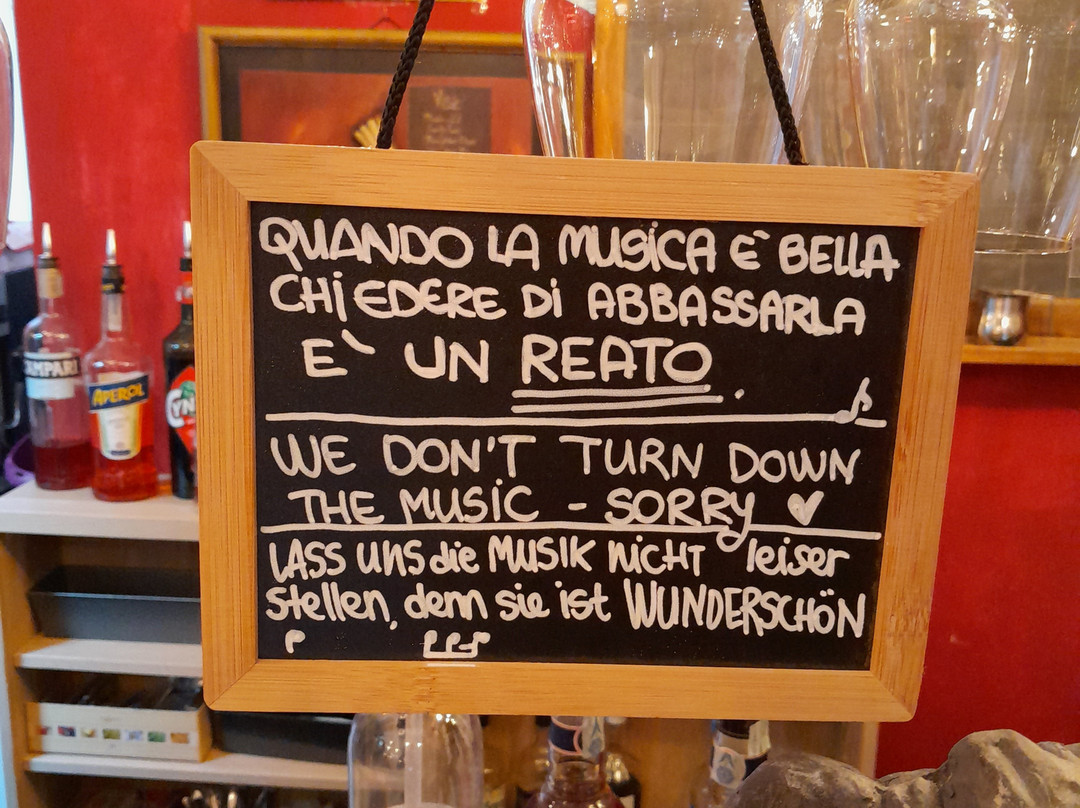 QUANDO LA MUSiCA E` BELLA
CHiEDERE Di ABBASSARLA
E` UN REATO.
WE DON'T TURN DOWN
THE MUSiC - SORRY ♥
LASS UNS die MUSIK NiCHT leiser
stellen, denn sie ist WUNDERSCHÖN
CAMPARI
APEROL
CYN